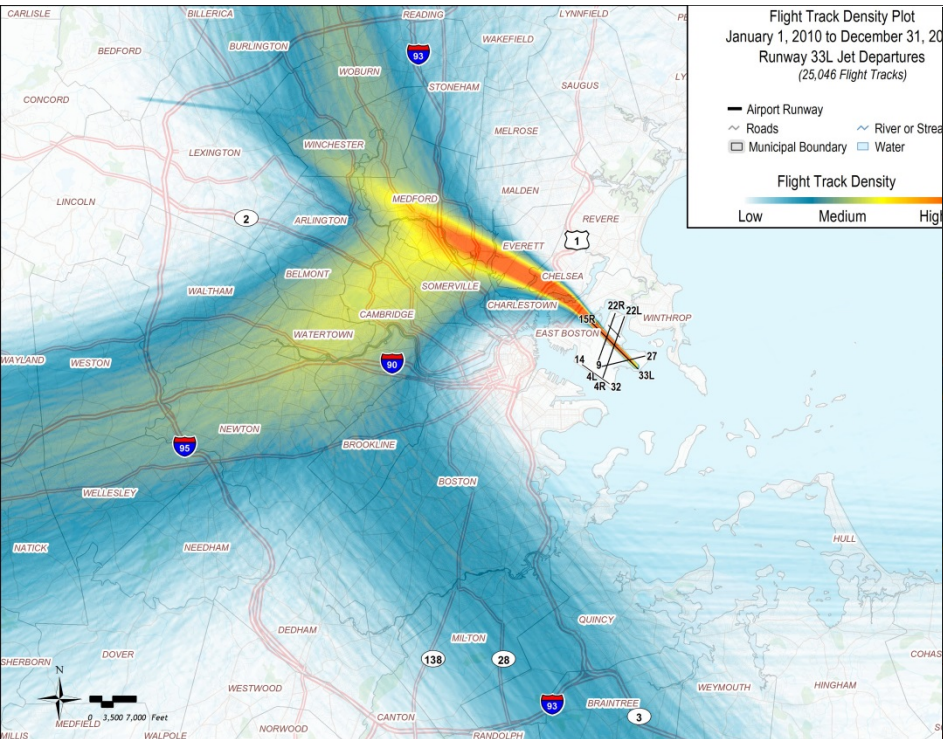 Flight Track Density Plot
January 1, 2010 to December 31, 20
Runway 33L Jet Departures
(25,046 Flight Tracks)
Airport Runway
Roads
River or Strea
Municipal Boundary
Water
Flight Track Density
Low Medium High
CARLISLE
BILLERICA
READING
LYNNFIELD
PE
BEDFORD
BURLINGTON
93
WAKEFIELD
WOBURN
STONEHAM
SAUGUS
LY
CONCORD
MELROSE
WINCHESTER
LEXINGTON
MALDEN
LINCOLN
MEDFORD
2
ARLINGTON
REVERE
EVERETT
1
BELMONT
CHELSEA
WALTHAM
SOMERVILLE
CHARLESTOWN
CAMBRIDGE
15R
22R
22L
WINTHROP
WATERTOWN
EAST BOSTON
WAYLAND
WESTON
90
14
9
27
4L
33L
4R 32
NEWTON
95
BROOKLINE
BOSTON
WELLESLEY
NATICK
NEEDHAM
HULL
QUINCY
DEDHAM
MILTON
SHERBORN
DOVER
138
28
COHAS
N
WESTWOOD
WEYMOUTH
HINGHAM
93
BRAINTREE
0 3,500 7,000 Feet
MEDFIELD
CANTON
3
NORWOOD
MILLIS
WALPOLE
RANDOLPH
S